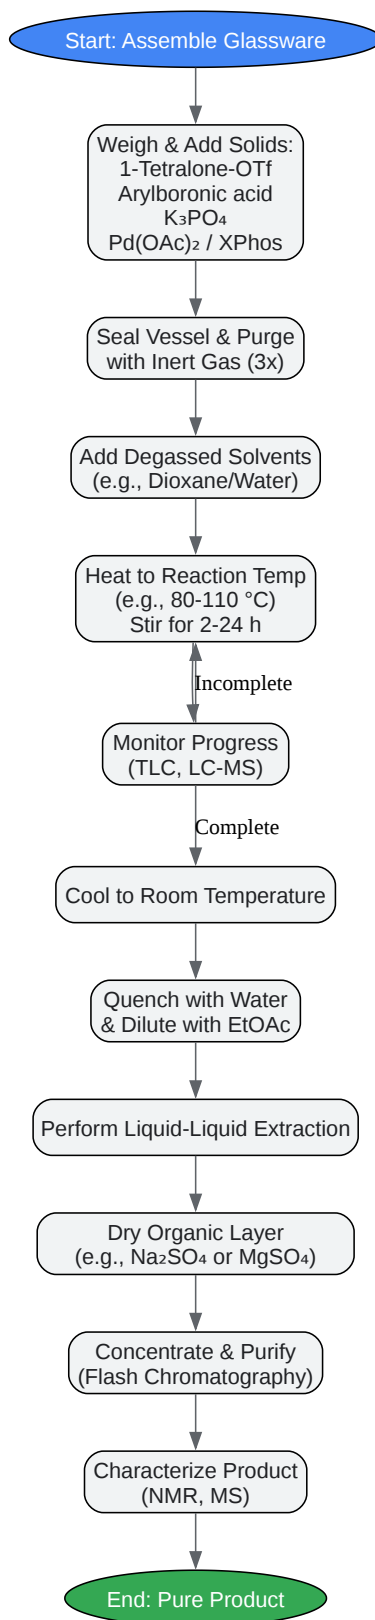 Start: Assemble Glassware
Weigh & Add Solids:
1-Tetralone-OTf
Arylboronic acid
K₃PO₄
Pd(OAc)₂ / XPhos
Seal Vessel & Purge
with Inert Gas (3x)
Add Degassed Solvents
(e.g., Dioxane/Water)
Heat to Reaction Temp
(e.g., 80-110 °C)
Stir for 2-24 h
Incomplete
Monitor Progress
(TLC, LC-MS)
Complete
Cool to Room Temperature
Quench with Water
& Dilute with EtOAc
Perform Liquid-Liquid Extraction
Dry Organic Layer
(e.g., Na₂SO₄ or MgSO₄)
Concentrate & Purify
(Flash Chromatography)
Characterize Product
(NMR, MS)
End: Pure Product